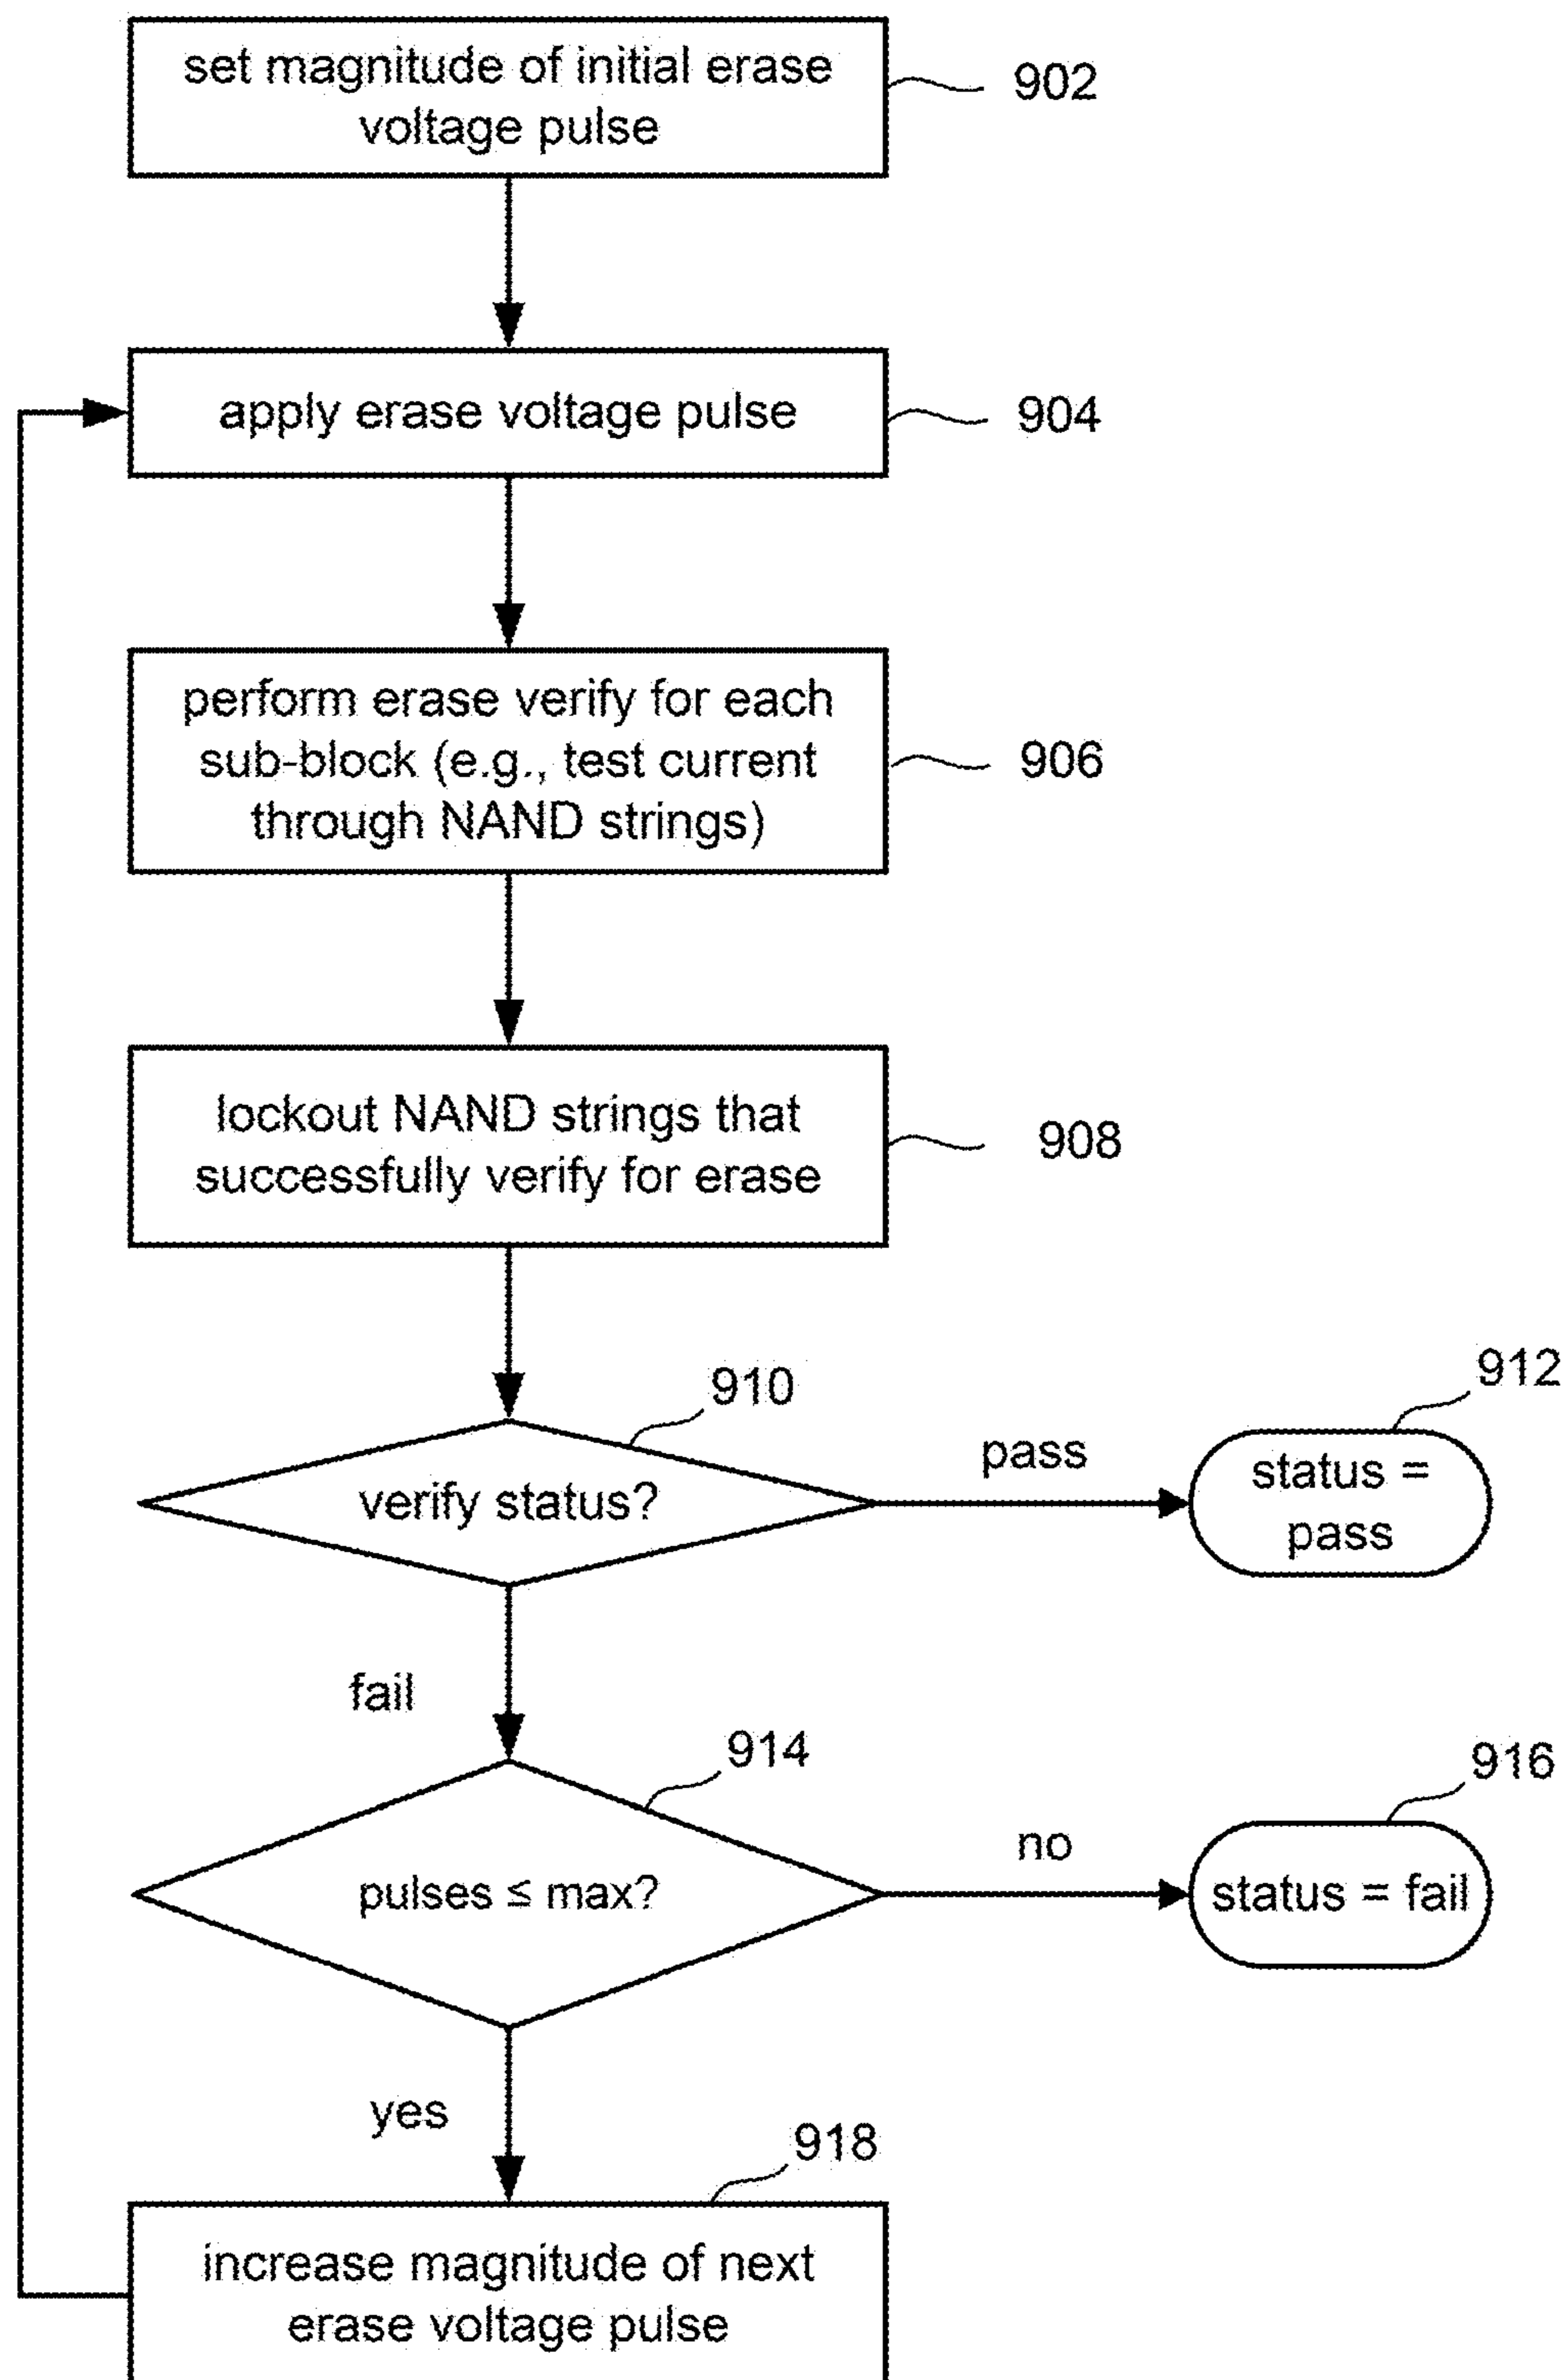 set magnitude of initial erase
voltage pulse
902
apply erase voltage pulse
904
perform erase verify for each
sub-block (e.g., test current
through NAND strings)
906
lockout NAND strings that
successfully verify for erase
908
910
verify status?
pass
912
status =
pass
fail
914
pulses ≤ max?
no
916
status = fail
yes
918
increase magnitude of next
erase voltage pulse